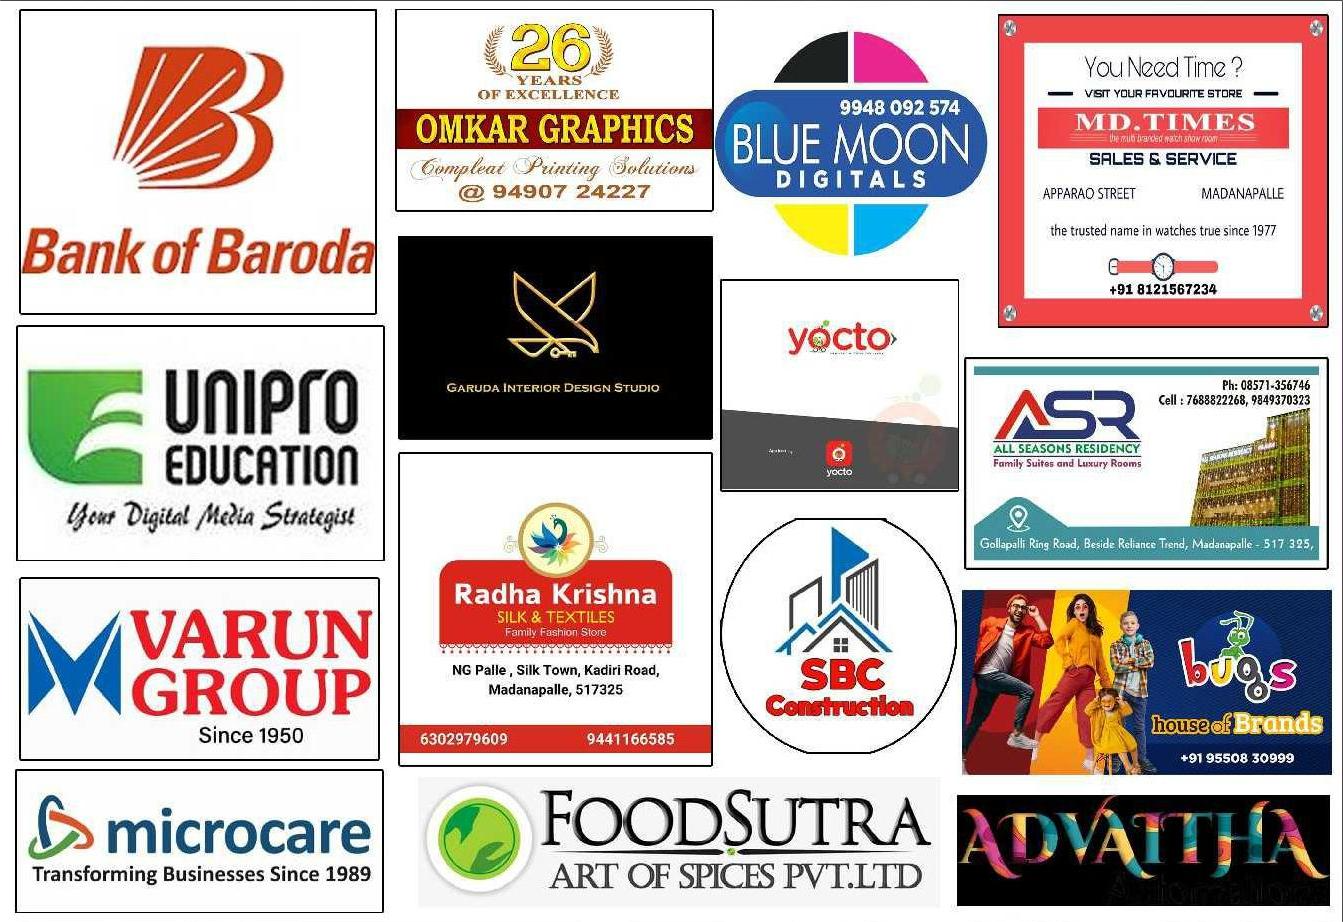 Bank of Baroda
26
YEARS
OF EXCELLENCE
OMKAR GRAPHICS
Compleat Printing Solutions
@ 94907 24227
9948 092 574
BLUE MOON
DIGITALS
You Need Time ?
VISIT YOUR FAVOURITE STORE
MD.TIMES
the multi branded watch show room
SALES & SERVICE
APPARAO STREET MADANAPALLE
the trusted name in watches true since 1977
+91 8121567234
UNIPRO
EDUCATION
Your Digital Media Strategist
GARUDA INTERIOR DESIGN STUDIO
yocto
yocto
Ph: 08571-356746
Cell : 7688822268, 9849370323
ASR
ALL SEASONS RESIDENCY
Family Suites and Luxury Rooms
ALL SEASONS RESIDENCY
Gollapalli Ring Road, Beside Reliance Trend, Madanapalle - 517 325,
VARUN
GROUP
Since 1950
Radha Krishna
SILK & TEXTILES
Family Fashion Store
NG Palle , Silk Town, Kadiri Road,
Madanapalle, 517325
6302979609 9441166585
SBC
Construction
buggs
house of Brands
+91 95508 30999
microcare
Transforming Businesses Since 1989
FOODSUTRA
ART OF SPICES PVT.LTD
ADVAITHA